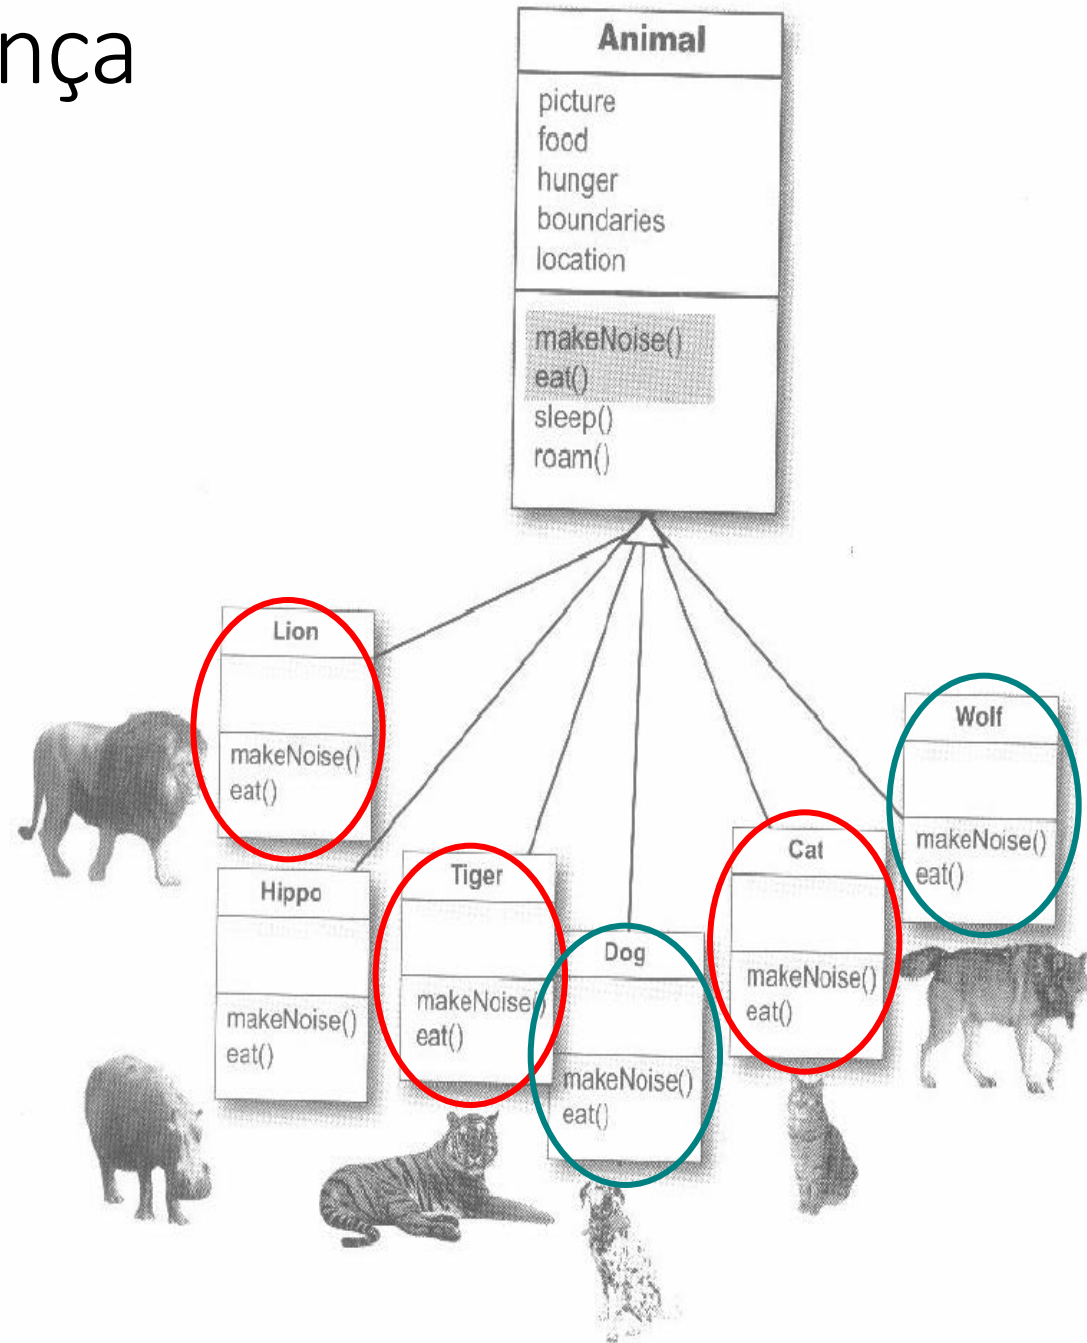 nça
Animal
picture
food
hunger
boundaries
location
makeNoise()
eat()
sleep()
roam()
Lion
makeNoise()
eat()
Hippo
makeNoise()
eat()
Tiger
makeNoise()
eat()
Dog
makeNoise()
eat()
Cat
makeNoise()
eat()
Wolf
makeNoise()
eat()